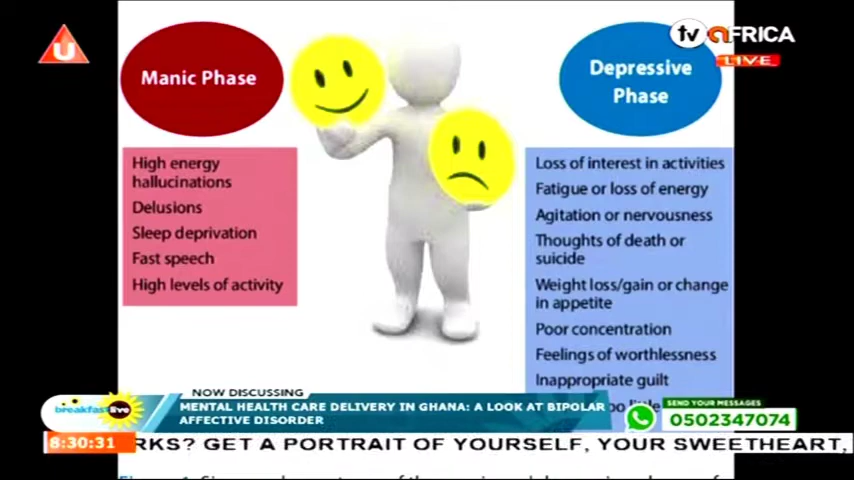 U
tv AFRICA
LIVE
Manic Phase
Depressive
Phase
High energy
hallucinations
Delusions
Sleep deprivation
Fast speech
High levels of activity
Loss of interest in activities
Fatigue or loss of energy
Agitation or nervousness
Thoughts of death or
suicide
Weight loss/gain or change
in appetite
Poor concentration
Feelings of worthlessness
Inappropriate guilt
NOW DISCUSSING
breakfast live
MENTAL HEALTH CARE DELIVERY IN GHANA: A LOOK AT BIPOLAR
AFFECTIVE DISORDER
SEND YOUR MESSAGES
0502347074
8:30:31
GET A PORTRAIT OF YOURSELF, YOUR SWEETHEART,